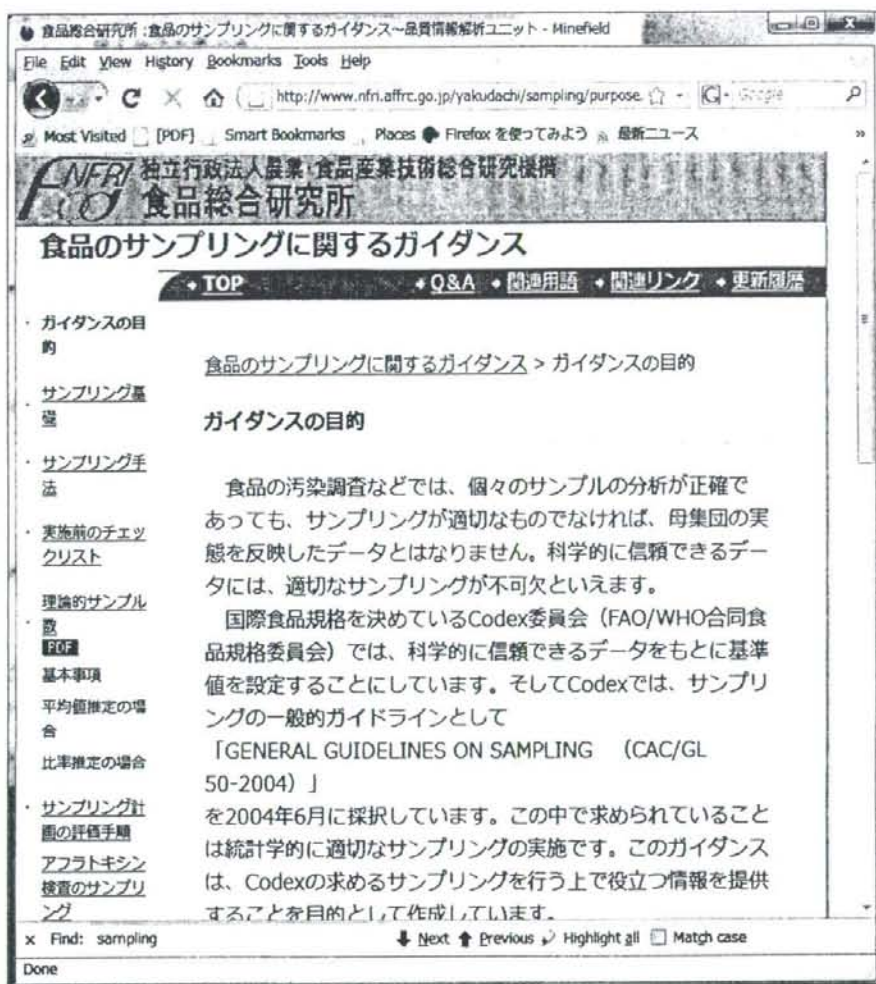 食品総合研究所 :食品のサンプリングに関するガイダンス~品質情報解析ユニット - Minefield
File Edit View History Bookmarks Tools Help
http://www.nfri.affrc.go.jp/yakudachi/sampling/purpose. Google
Most Visited [PDF] Smart Bookmarks Places Firefox を使ってみよう 最新ニュース »
NFRI 独立行政法人農業・食品産業技術総合研究機構
食品総合研究所
食品のサンプリングに関するガイダンス
TOP Q&A 関連用語 関連リンク 更新履歴
・ ガイダンスの目
的
・ サンプリング基
礎
・ サンプリング手
法
・ 実施前のチェッ
クリスト
理論的サンプル
・ 数
PDF
基本事項
平均値推定の場
合
比率推定の場合
・ サンプリング計
画の評価手順
アフラトキシン
検査のサンプリ
ング
食品のサンプリングに関するガイダンス > ガイダンスの目的
ガイダンスの目的
食品の汚染調査などでは、個々のサンプルの分析が正確で
あっても、サンプリングが適切なものでなければ、母集団の実
態を反映したデータとはなりません。科学的に信頼できるデー
タには、適切なサンプリングが不可欠といえます。
国際食品規格を決めているCodex委員会（FAO/WHO合同食
品規格委員会）では、科学的に信頼できるデータをもとに基準
値を設定することにしています。そしてCodexでは、サンプリ
ングの一般的ガイドラインとして
「GENERAL GUIDELINES ON SAMPLING （CAC/GL
50-2004）」
を2004年6月に採択しています。この中で求められていること
は統計学的に適切なサンプリングの実施です。このガイダンス
は、Codexの求めるサンプリングを行う上で役立つ情報を提供
することを目的として作成しています。
x Find: sampling Next Previous Highlight all Match case
Done